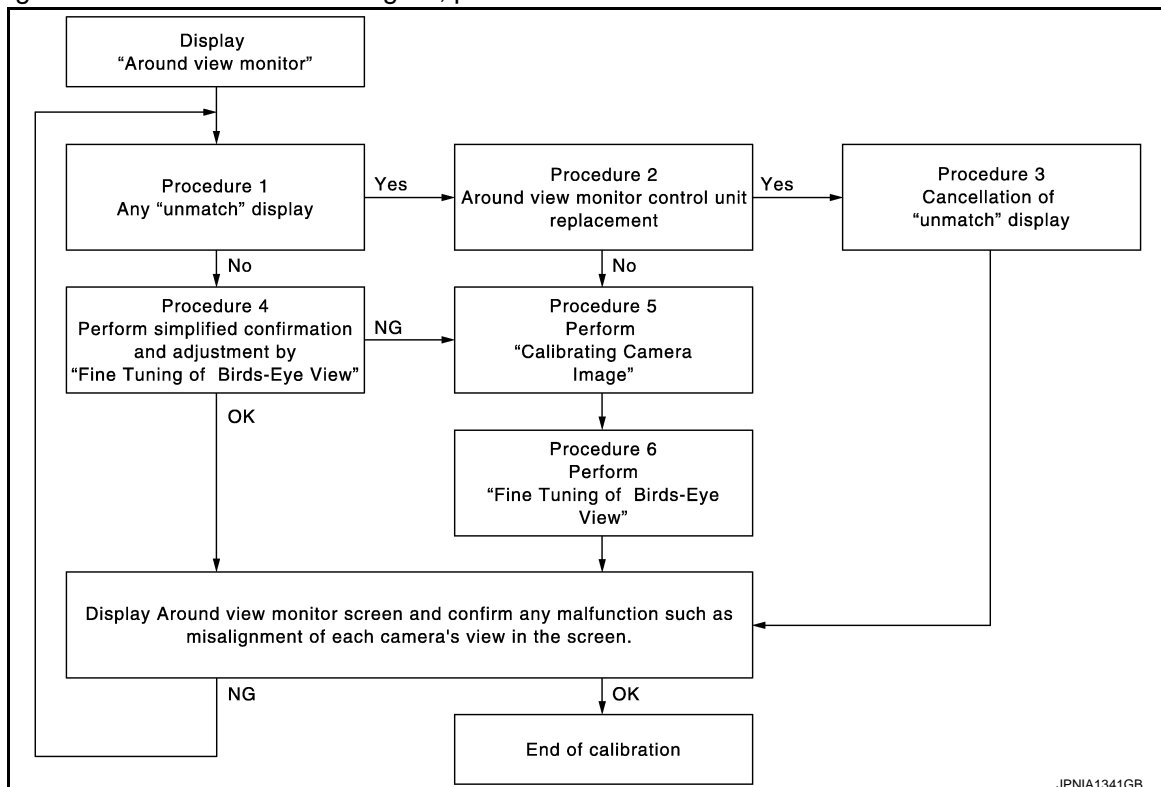 Display
“Around view monitor”
Procedure 1
Any “unmatch” display
Yes
Procedure 2
Around view monitor control unit
replacement
Yes
Procedure 3
Cancellation of
“unmatch” display
No
No
Procedure 4
Perform simplified confirmation
and adjustment by
“Fine Tuning of Birds-Eye View”
NG
Procedure 5
Perform
“Calibrating Camera
Image”
OK
Procedure 6
Perform
“Fine Tuning of Birds-Eye
View”
Display Around view monitor screen and confirm any malfunction such as
misalignment of each camera's view in the screen.
NG
OK
End of calibration
JPNIA1341GB